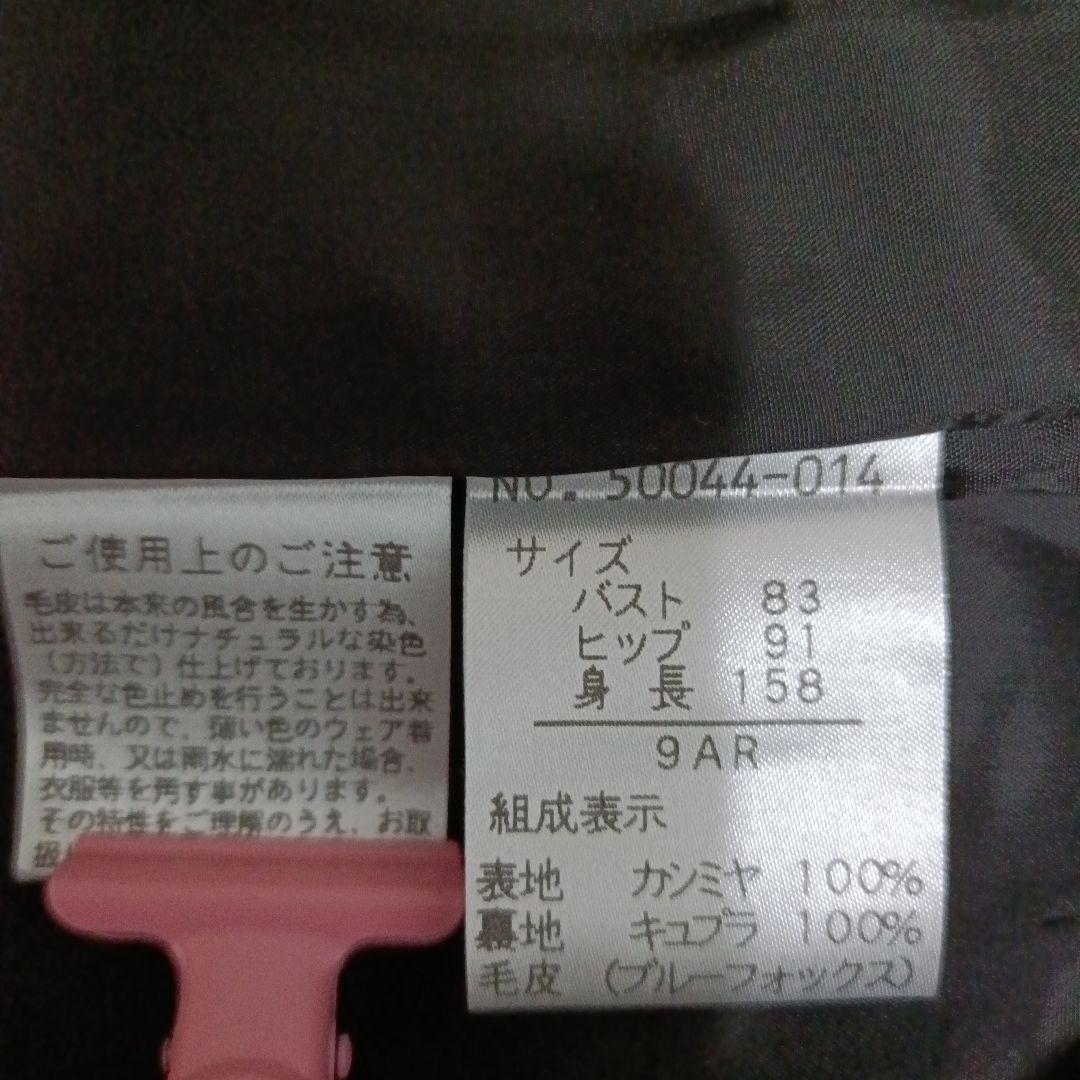 ご使用上のご注意
毛皮は本来の風合を生かす為、
出来るだけナチュラルな染色
(方法で)仕上げております。
完全な色止めを行うことは出来
ませんので、薄い色のウェア着
用時、又は雨水に濡れた場合、
衣服等を汚す事があります。
その特性をご理解のうえ、お取
扱
NO. 50044-014
サイズ
バスト 83
ヒップ 91
身長 158
9AR
組成表示
表地 カシミヤ 100%
裏地 キュプラ 100%
毛皮 (ブルーフォックス)